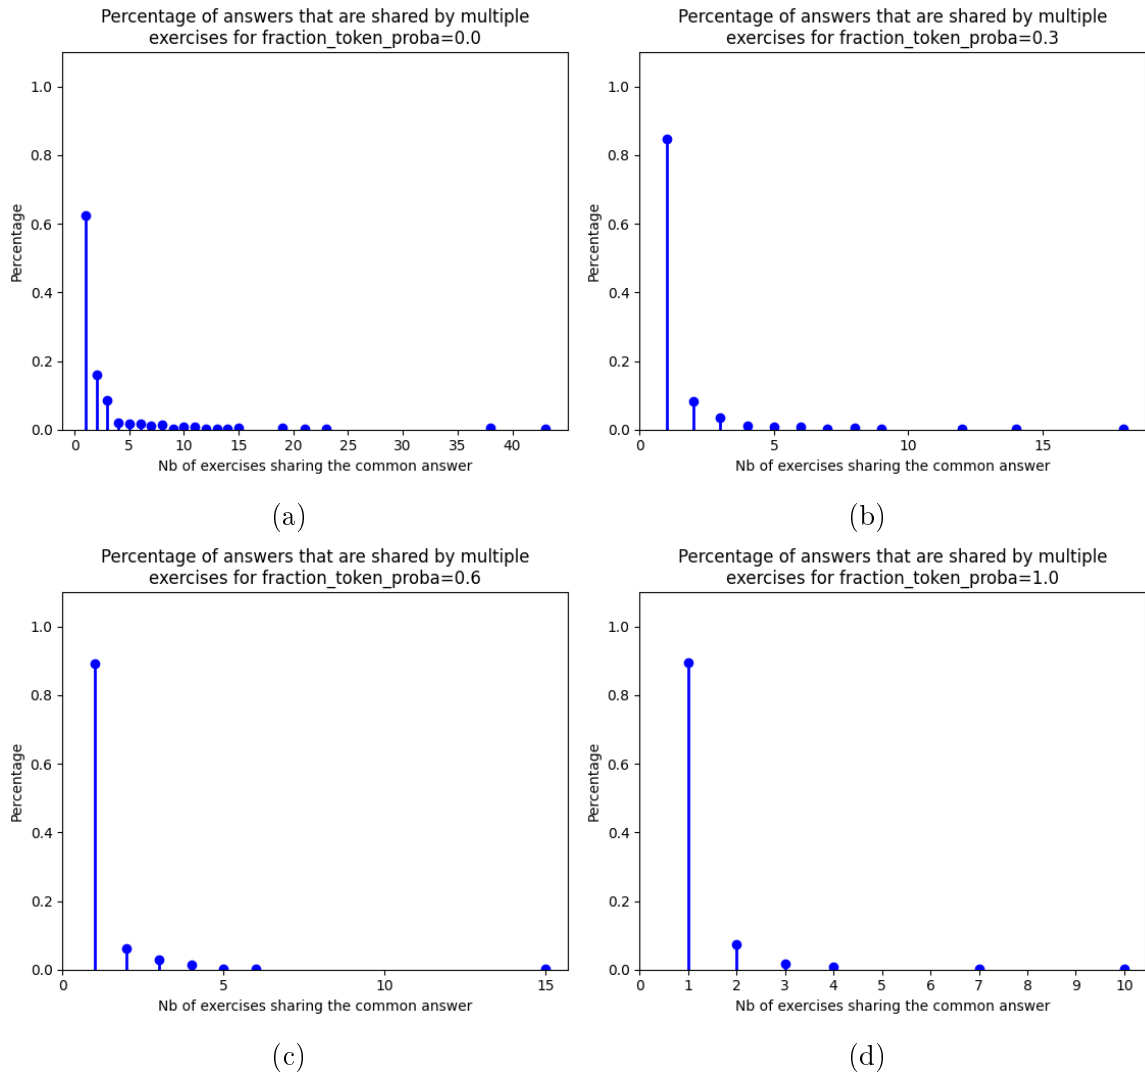 Percentage of answers that are shared by multiple
exercises for fraction_token_proba=0.0
1.0
0.8
0.6
0.4
0.2
0.0
Percentage
0 5 10 15 20 25 30 35 40
Nb of exercises sharing the common answer
(a)
Percentage of answers that are shared by multiple
exercises for fraction_token_proba=0.3
1.0
0.8
0.6
0.4
0.2
0.0
Percentage
0 5 10 15
Nb of exercises sharing the common answer
(b)
Percentage of answers that are shared by multiple
exercises for fraction_token_proba=0.6
1.0
0.8
0.6
0.4
0.2
0.0
Percentage
0 5 10 15
Nb of exercises sharing the common answer
(c)
Percentage of answers that are shared by multiple
exercises for fraction_token_proba=1.0
1.0
0.8
0.6
0.4
0.2
0.0
Percentage
0 1 2 3 4 5 6 7 8 9 10
Nb of exercises sharing the common answer
(d)